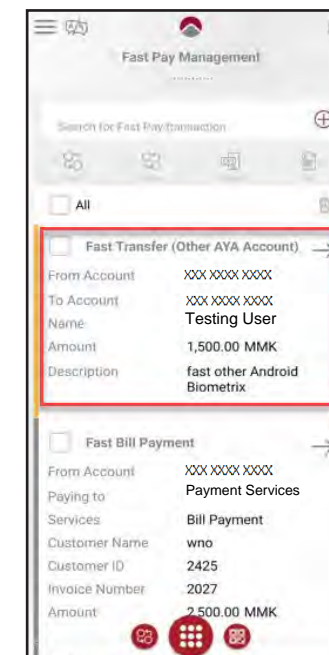 Fast Pay Management
Search for Fast Pay Transaction
All
Fast Transfer (Other AYA Account)
From Account XXX XXXX XXXX
To Account XXX XXXX XXXX
Name Testing User
Amount 1,500.00 MMK
Description fast other Android
Biometrix
Fast Bill Payment
From Account XXX XXXX XXXX
Paying to Payment Services
Services Bill Payment
Customer Name wno
Customer ID 2425
Invoice Number 2027
Amount 2,500.00 MMK